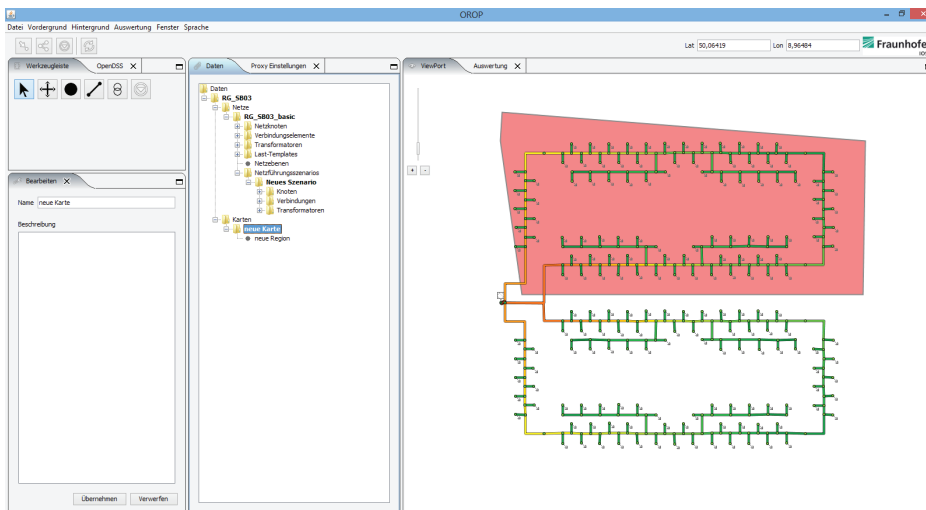 OROP
Datei Vordergrund Hintergrund Auswertung Fenster Sprache
Lat 50,06419 Lon 8,96484 Fraunhofe
Werkzeugleiste OpenDSS X
Daten Proxy Einstellungen X
ViewPort Auswertung X
Daten
RG_SB03
Netze
RG_SB03_basic
Netzknoten
Verbindungselemente
Transformatoren
Last-Templates
Netzebenen
Netzführungsszenarios
Neues Szenario
Knoten
Verbindungen
Transformatoren
Karten
neue Karte
neue Region
+ -
Bearbeiten X
Name neue Karte
Beschreibung
Übernehmen Verwerfen